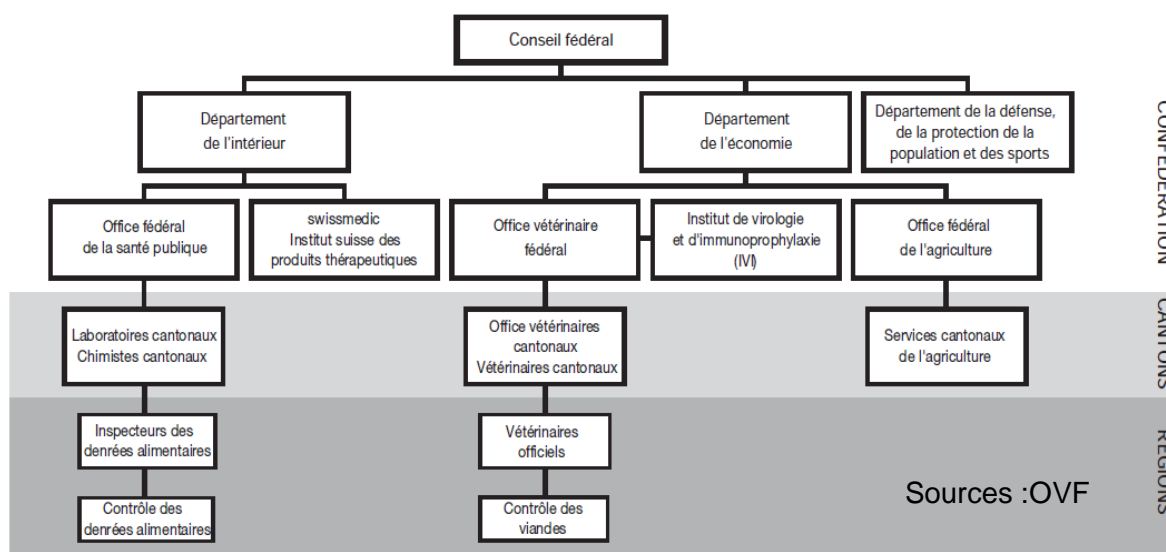 Conseil fédéral
Département
de l'intérieur
Département
de l'économie
Département de la défense,
de la protection de la
population et des sports
CONFEDERATION
Office fédéral
de la santé publique
swissmedic
Institut suisse des
produits thérapeutiques
Office vétérinaire
fédéral
Institut de virologie
et d'immunoprophylaxie
(IVI)
Office fédéral
de l'agriculture
Laboratoires cantonaux
Chimistes cantonaux
Office vétérinaires
cantonaux
Vétérinaires cantonaux
Services cantonaux
de l'agriculture
CANTONS
Inspecteurs des
denrées alimentaires
Vétérinaires
officiels
REGIONS
Contrôle des
denrées alimentaires
Contrôle des
viandes
Sources :OVF